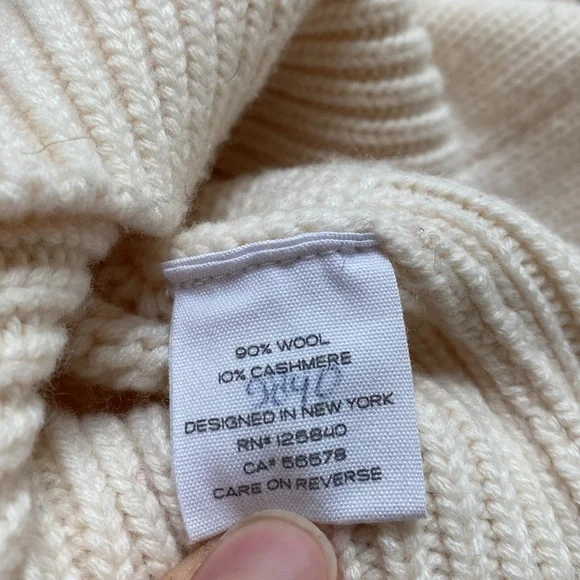 90% WOOL
10% CASHMERE
DESIGNED IN NEW YORK
RN# 125840
CA# 56578
CARE ON REVERSE